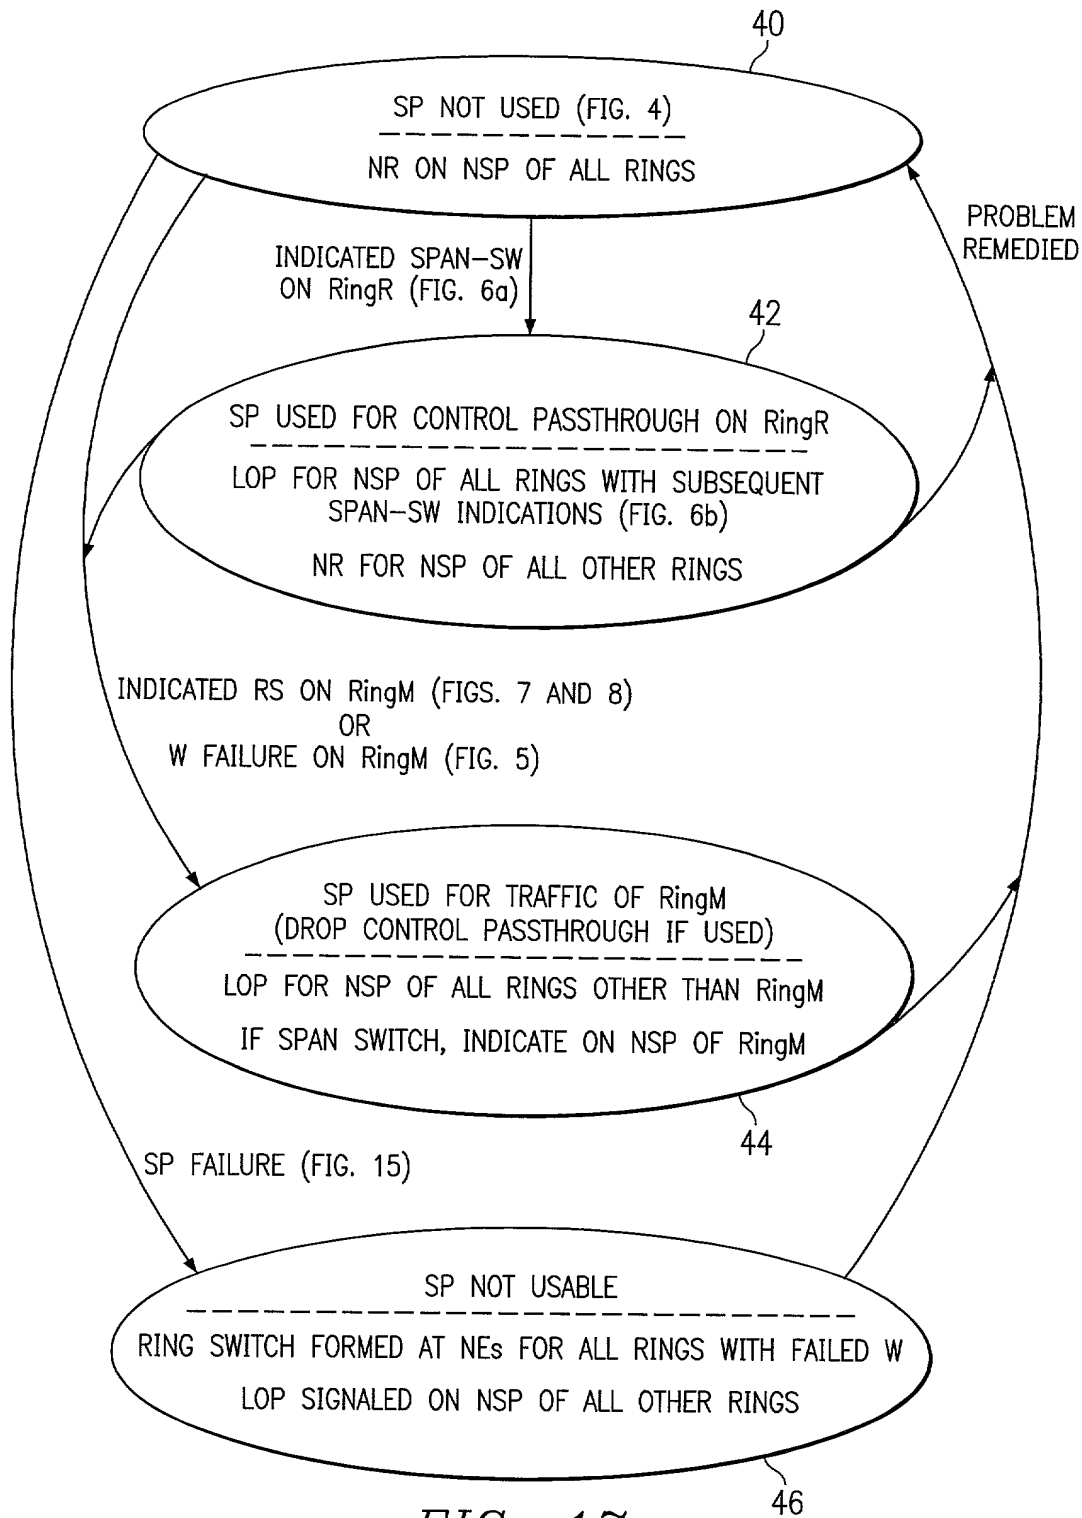 40
SP NOT USED (FIG. 4)
NR ON NSP OF ALL RINGS
PROBLEM
REMEDIED
INDICATED SPAN-SW
ON RingR (FIG. 6a)
42
SP USED FOR CONTROL PASSTHROUGH ON RingR
LOP FOR NSP OF ALL RINGS WITH SUBSEQUENT
SPAN-SW INDICATIONS (FIG. 6b)
NR FOR NSP OF ALL OTHER RINGS
INDICATED RS ON RingM (FIGS. 7 AND 8)
OR
W FAILURE ON RingM (FIG. 5)
SP USED FOR TRAFFIC OF RingM
(DROP CONTROL PASSTHROUGH IF USED)
LOP FOR NSP OF ALL RINGS OTHER THAN RingM
IF SPAN SWITCH, INDICATE ON NSP OF RingM
44
SP FAILURE (FIG. 15)
SP NOT USABLE
RING SWITCH FORMED AT NEs FOR ALL RINGS WITH FAILED W
LOP SIGNALED ON NSP OF ALL OTHER RINGS
46